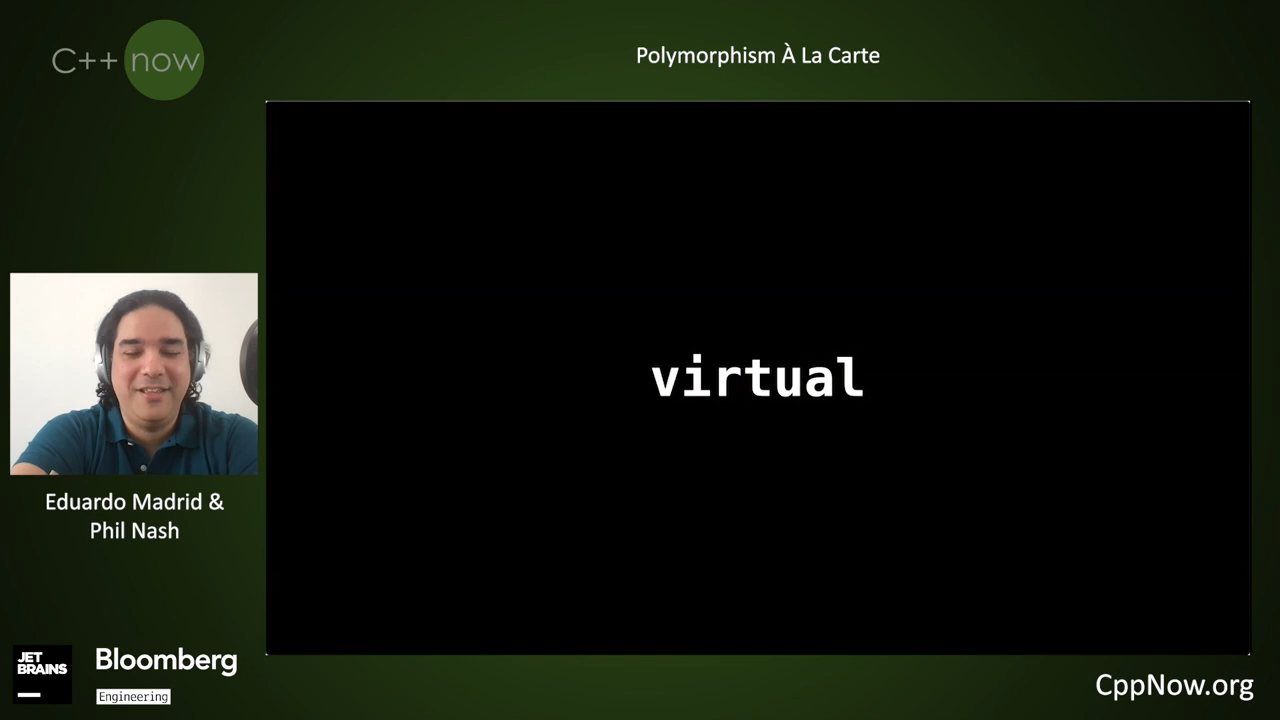 C++ now
Polymorphism À La Carte
virtual
Eduardo Madrid &
Phil Nash
JET
BRAINS
Bloomberg
Engineering
CppNow.org